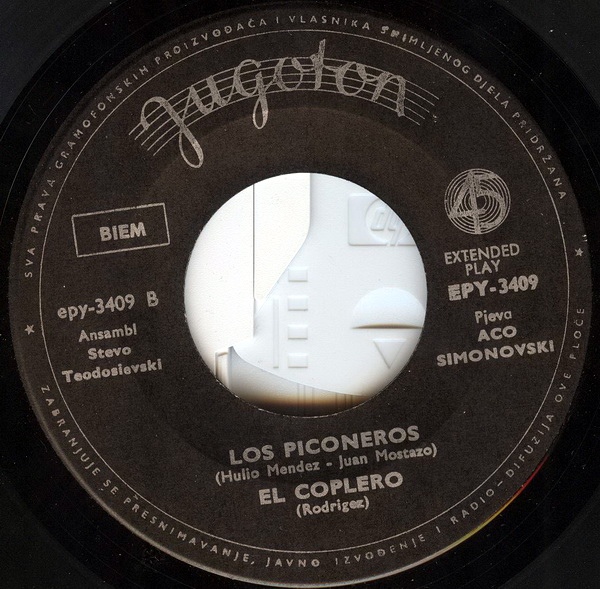 SVA PRAVA GRAMOFONSKIH PROIZVOĐAČA I VLASNIKA SNIMLJENOG DJELA PRIDRŽANA
Jugoton
BIEM
45
EXTENDED
PLAY
EPY-3409
epy-3409 B
Ansambl
Stevo
Teodosievski
Pjeva
ACO
SIMONOVSKI
LOS PICONEROS
(Hulio Mendez - Juan Mostazo)
EL COPLERO
(Rodrigez)
ZABRANJUJE SE PRESNIMAVANJE, JAVNO IZVOĐENJE I RADIO-DIFUZIJA OVE PLOČE